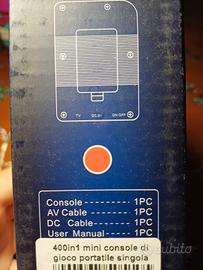 TV DC 5V ON OFF
Console -------- 1PC
AV Cable ------- 1PC
DC Cable ------- 1PC
User Manual ---- 1PC
400in1 mini console di
gioco portatile singola
subito